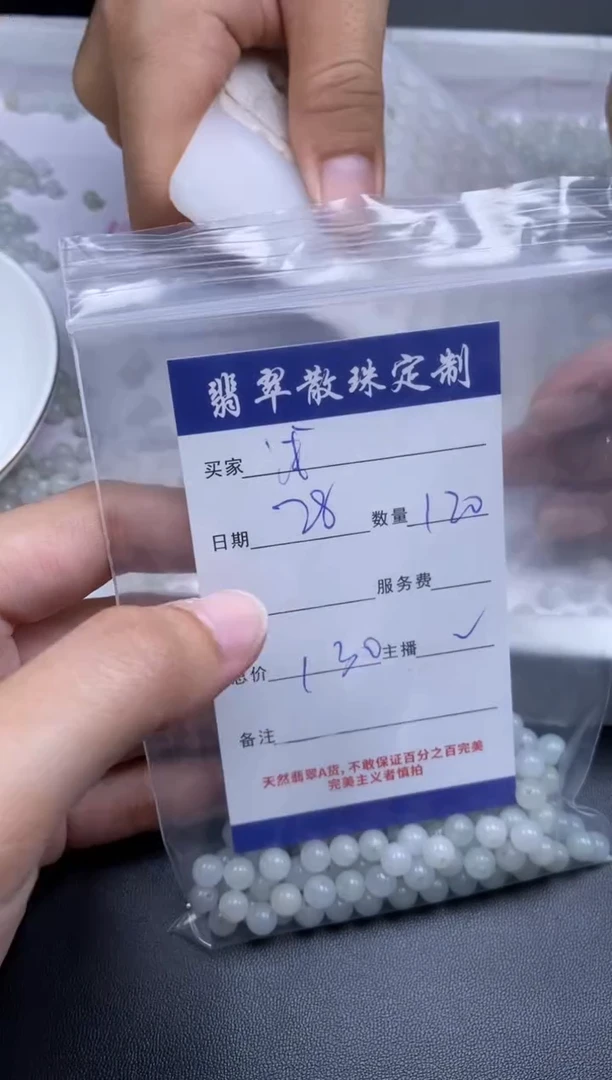 翡翠散珠定制
买家
日期 28 数量 120
服务费
总价 130 主播 ✓
备注
天然翡翠A货,不敢保证百分之百完美
完美主义者慎拍